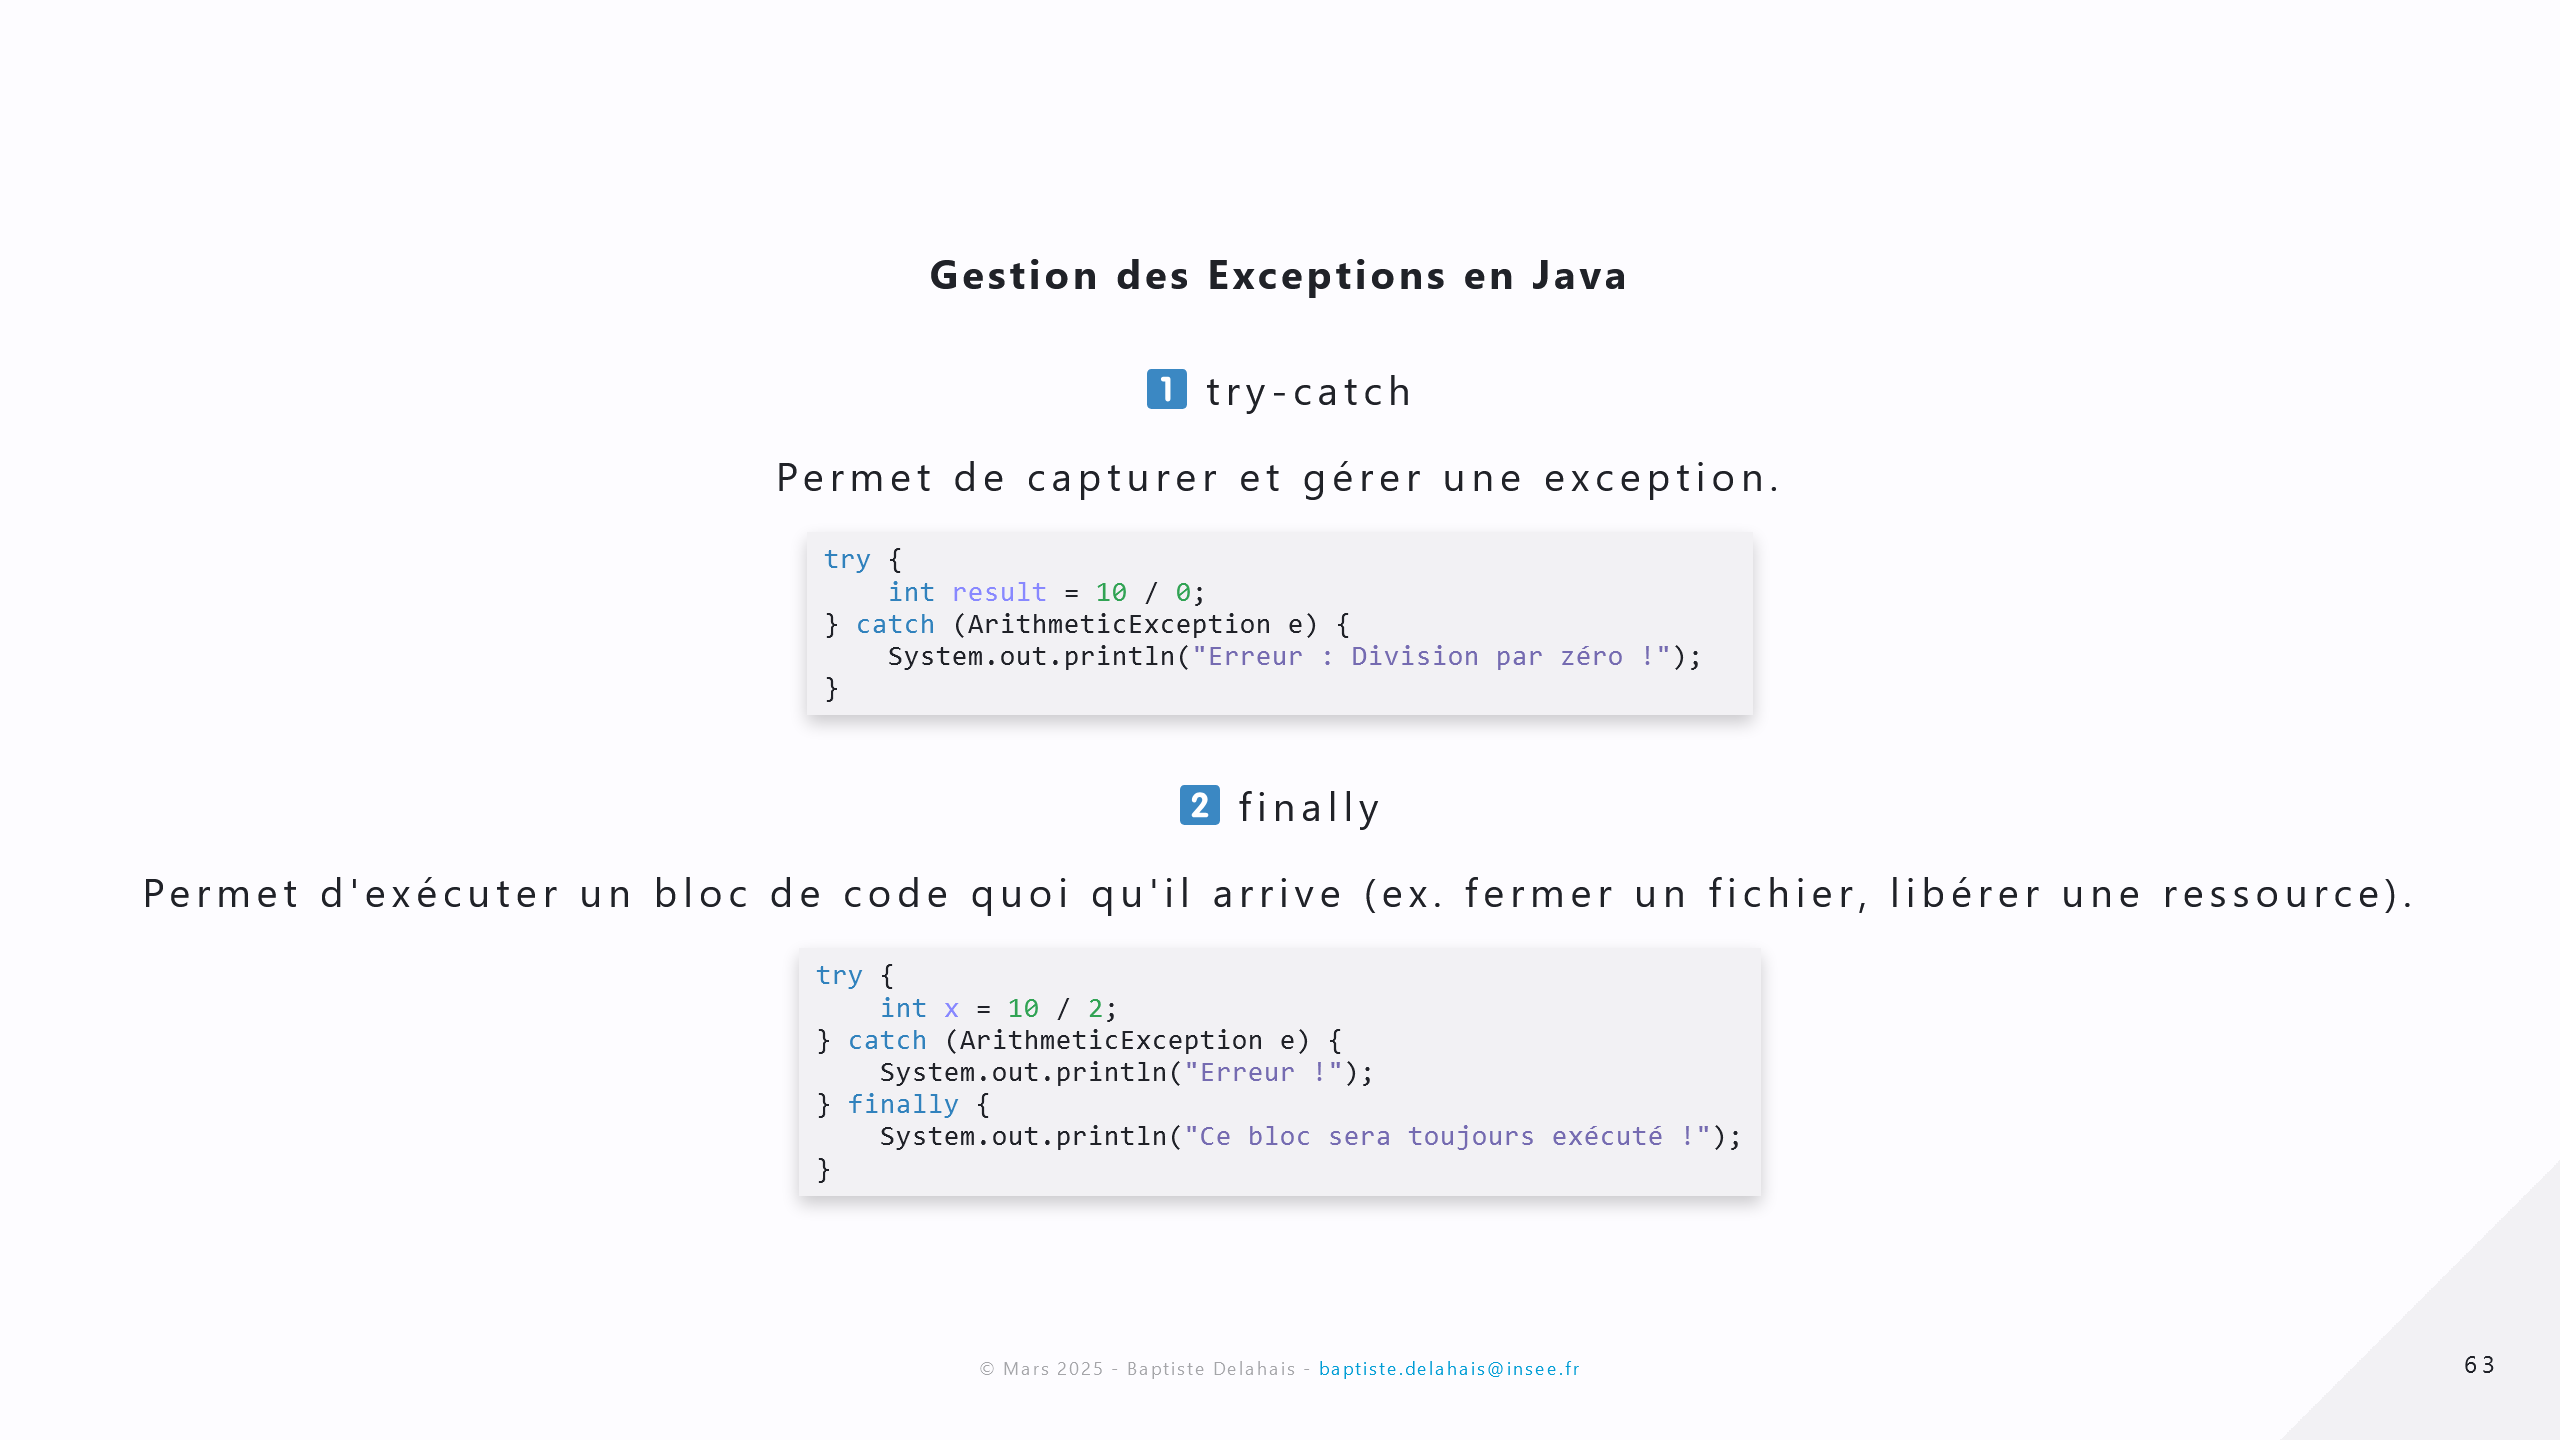 Gestion des Exceptions en Java
1 try-catch
Permet de capturer et gérer une exception.
try {
    int result = 10 / 0;
} catch (ArithmeticException e) {
    System.out.println("Erreur : Division par zéro !");
}
2 finally
Permet d'exécuter un bloc de code quoi qu'il arrive (ex. fermer un fichier, libérer une ressource).
try {
    int x = 10 / 2;
} catch (ArithmeticException e) {
    System.out.println("Erreur !");
} finally {
    System.out.println("Ce bloc sera toujours exécuté !");
}
© Mars 2025 - Baptiste Delahais - baptiste.delahais@insee.fr
63